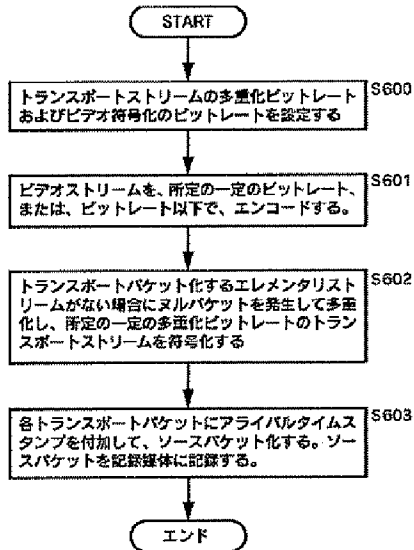 START
S600
トランスポートストリームの多重化ビットレート
およびビデオ符号化のビットレートを設定する
S601
ビデオストリームを、所定の一定のビットレート、
または、ビットレート以下で、エンコードする。
S602
トランスポートパケット化するエレメンタリスト
リームがない場合にヌルパケットを発生して多重
化し、所定の一定の多重化ビットレートのトラン
スポートストリームを符号化する
S603
各トランスポートパケットにアライバルタイムス
タンプを付加して、ソースパケット化する。ソー
スパケットを記録媒体に記録する。
エンド